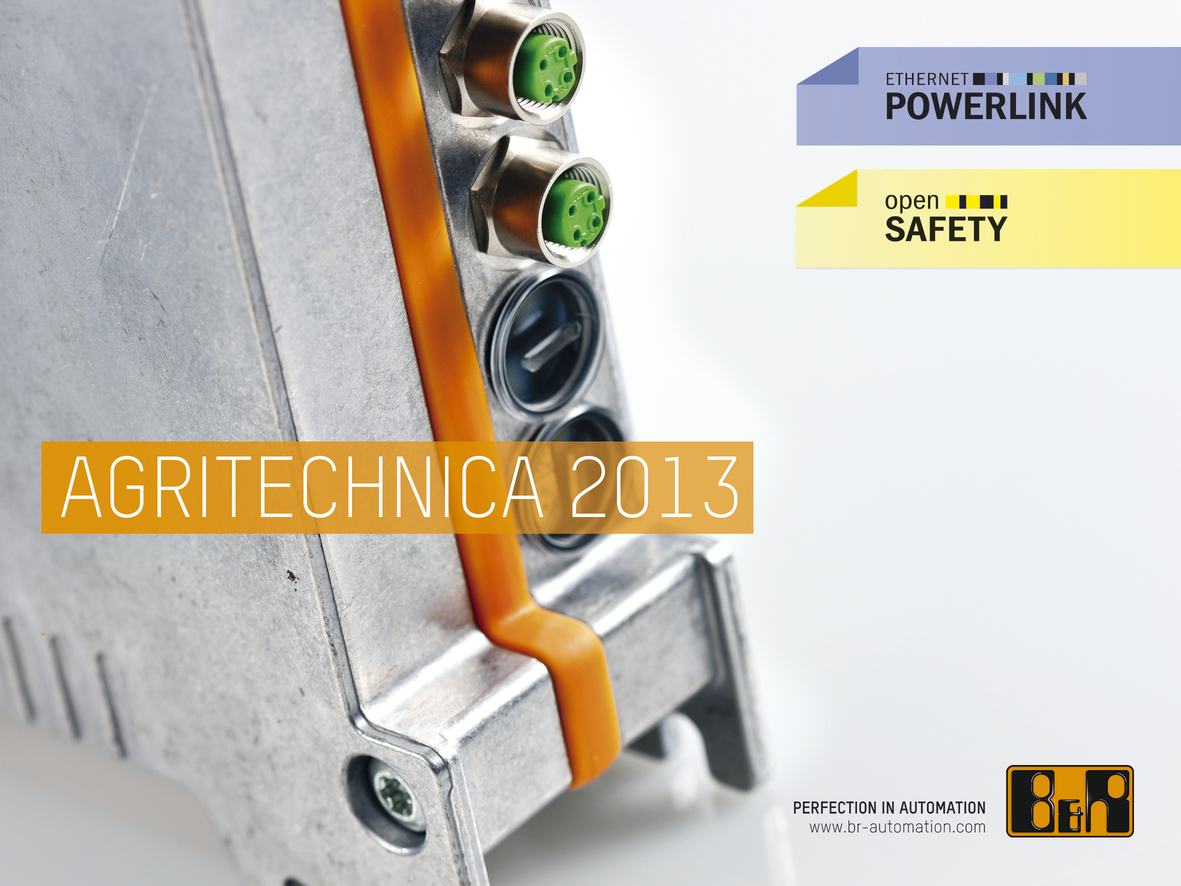 ETHERNET
POWERLINK
open
SAFETY
AGRITECHNICA 2013
PERFECTION IN AUTOMATION
www.br-automation.com
B&R